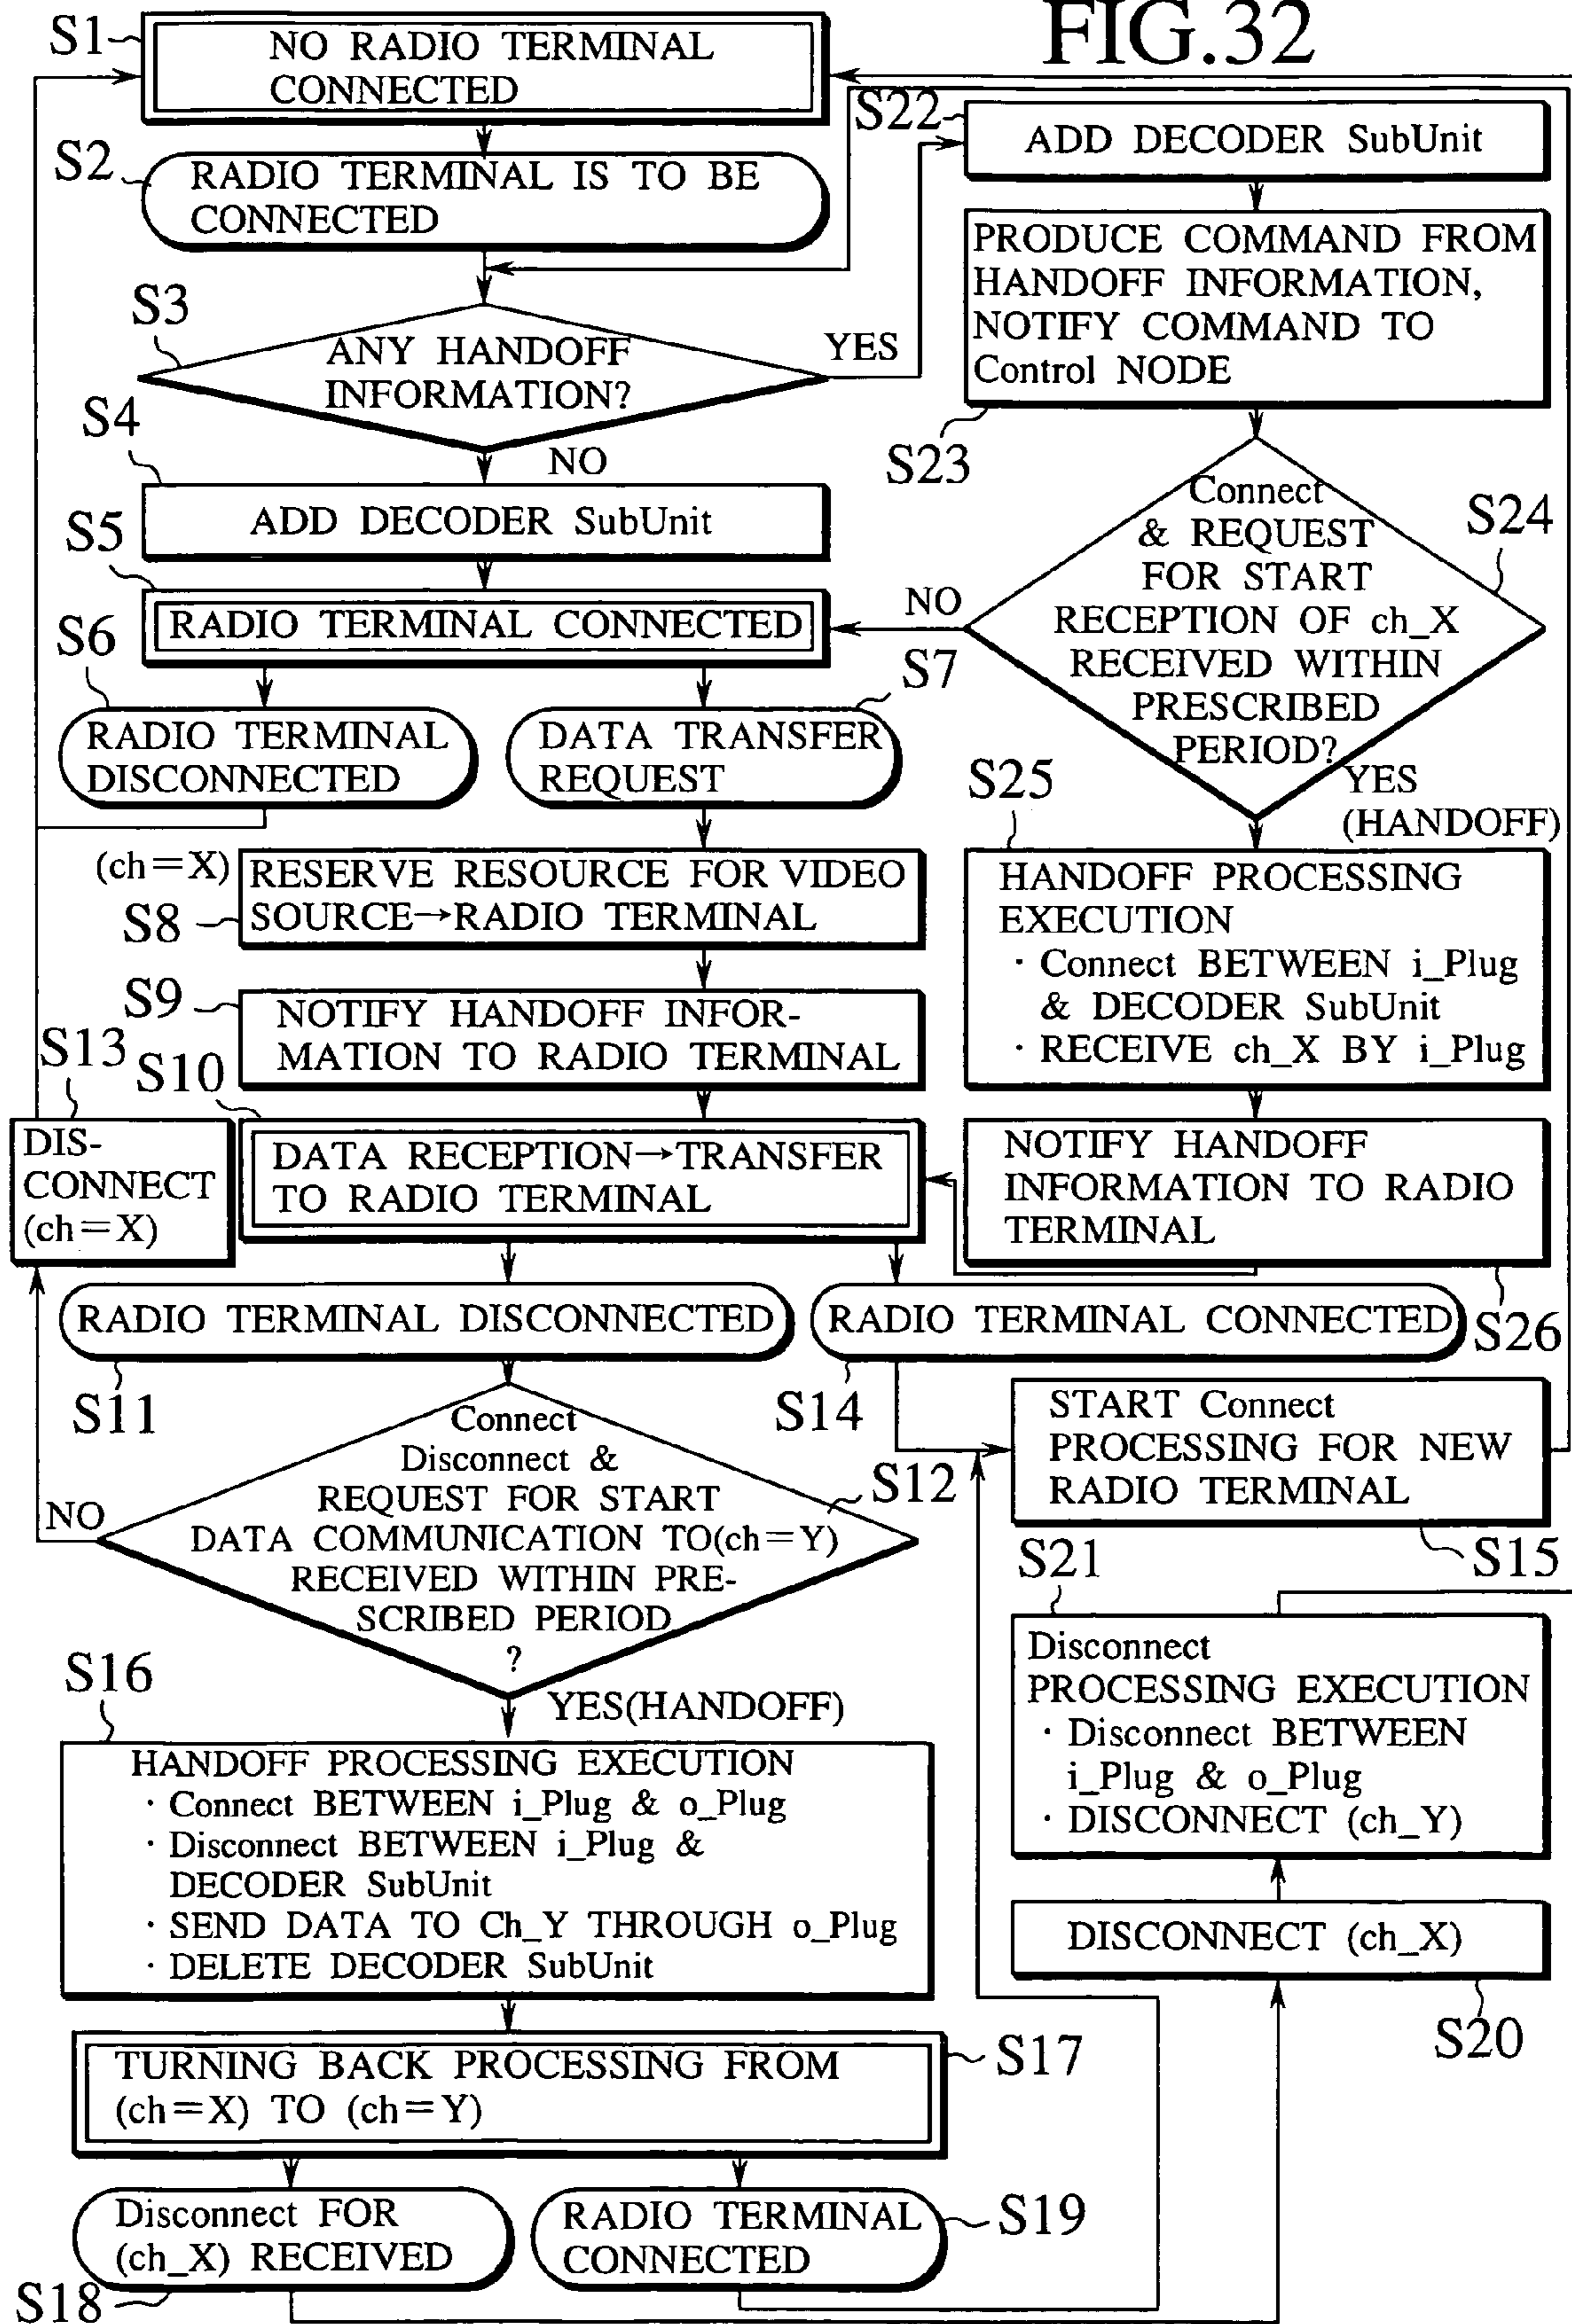 FIG.32
S1
NO RADIO TERMINAL
CONNECTED
S2
RADIO TERMINAL IS TO BE
CONNECTED
S3
ANY HANDOFF
INFORMATION?
YES
NO
S4
ADD DECODER SubUnit
S5
RADIO TERMINAL CONNECTED
S6
RADIO TERMINAL
DISCONNECTED
S7
DATA TRANSFER
REQUEST
(ch=X)
S8
RESERVE RESOURCE FOR VIDEO
SOURCE→RADIO TERMINAL
S9
NOTIFY HANDOFF INFOR-
MATION TO RADIO TERMINAL
S13
DIS-
CONNECT
(ch=X)
S10
DATA RECEPTION→TRANSFER
TO RADIO TERMINAL
RADIO TERMINAL DISCONNECTED
S11
RADIO TERMINAL CONNECTED
S14
Connect
Disconnect &
REQUEST FOR START
DATA COMMUNICATION TO(ch=Y)
RECEIVED WITHIN PRE-
SCRIBED PERIOD
?
S12
NO
YES(HANDOFF)
S16
HANDOFF PROCESSING EXECUTION
· Connect BETWEEN i_Plug & o_Plug
· Disconnect BETWEEN i_Plug &
DECODER SubUnit
· SEND DATA TO Ch_Y THROUGH o_Plug
· DELETE DECODER SubUnit
S17
TURNING BACK PROCESSING FROM
(ch=X) TO (ch=Y)
Disconnect FOR
(ch_X) RECEIVED
S18
RADIO TERMINAL
CONNECTED
S19
S22
ADD DECODER SubUnit
PRODUCE COMMAND FROM
HANDOFF INFORMATION,
NOTIFY COMMAND TO
Control NODE
S23
Connect
& REQUEST
FOR START
RECEPTION OF ch_X
RECEIVED WITHIN
PRESCRIBED
PERIOD?
S24
NO
YES
(HANDOFF)
S25
HANDOFF PROCESSING
EXECUTION
· Connect BETWEEN i_Plug
& DECODER SubUnit
· RECEIVE ch_X BY i_Plug
NOTIFY HANDOFF
INFORMATION TO RADIO
TERMINAL
S26
START Connect
PROCESSING FOR NEW
RADIO TERMINAL
S15
S21
Disconnect
PROCESSING EXECUTION
· Disconnect BETWEEN
i_Plug & o_Plug
· DISCONNECT (ch_Y)
DISCONNECT (ch_X)
S20